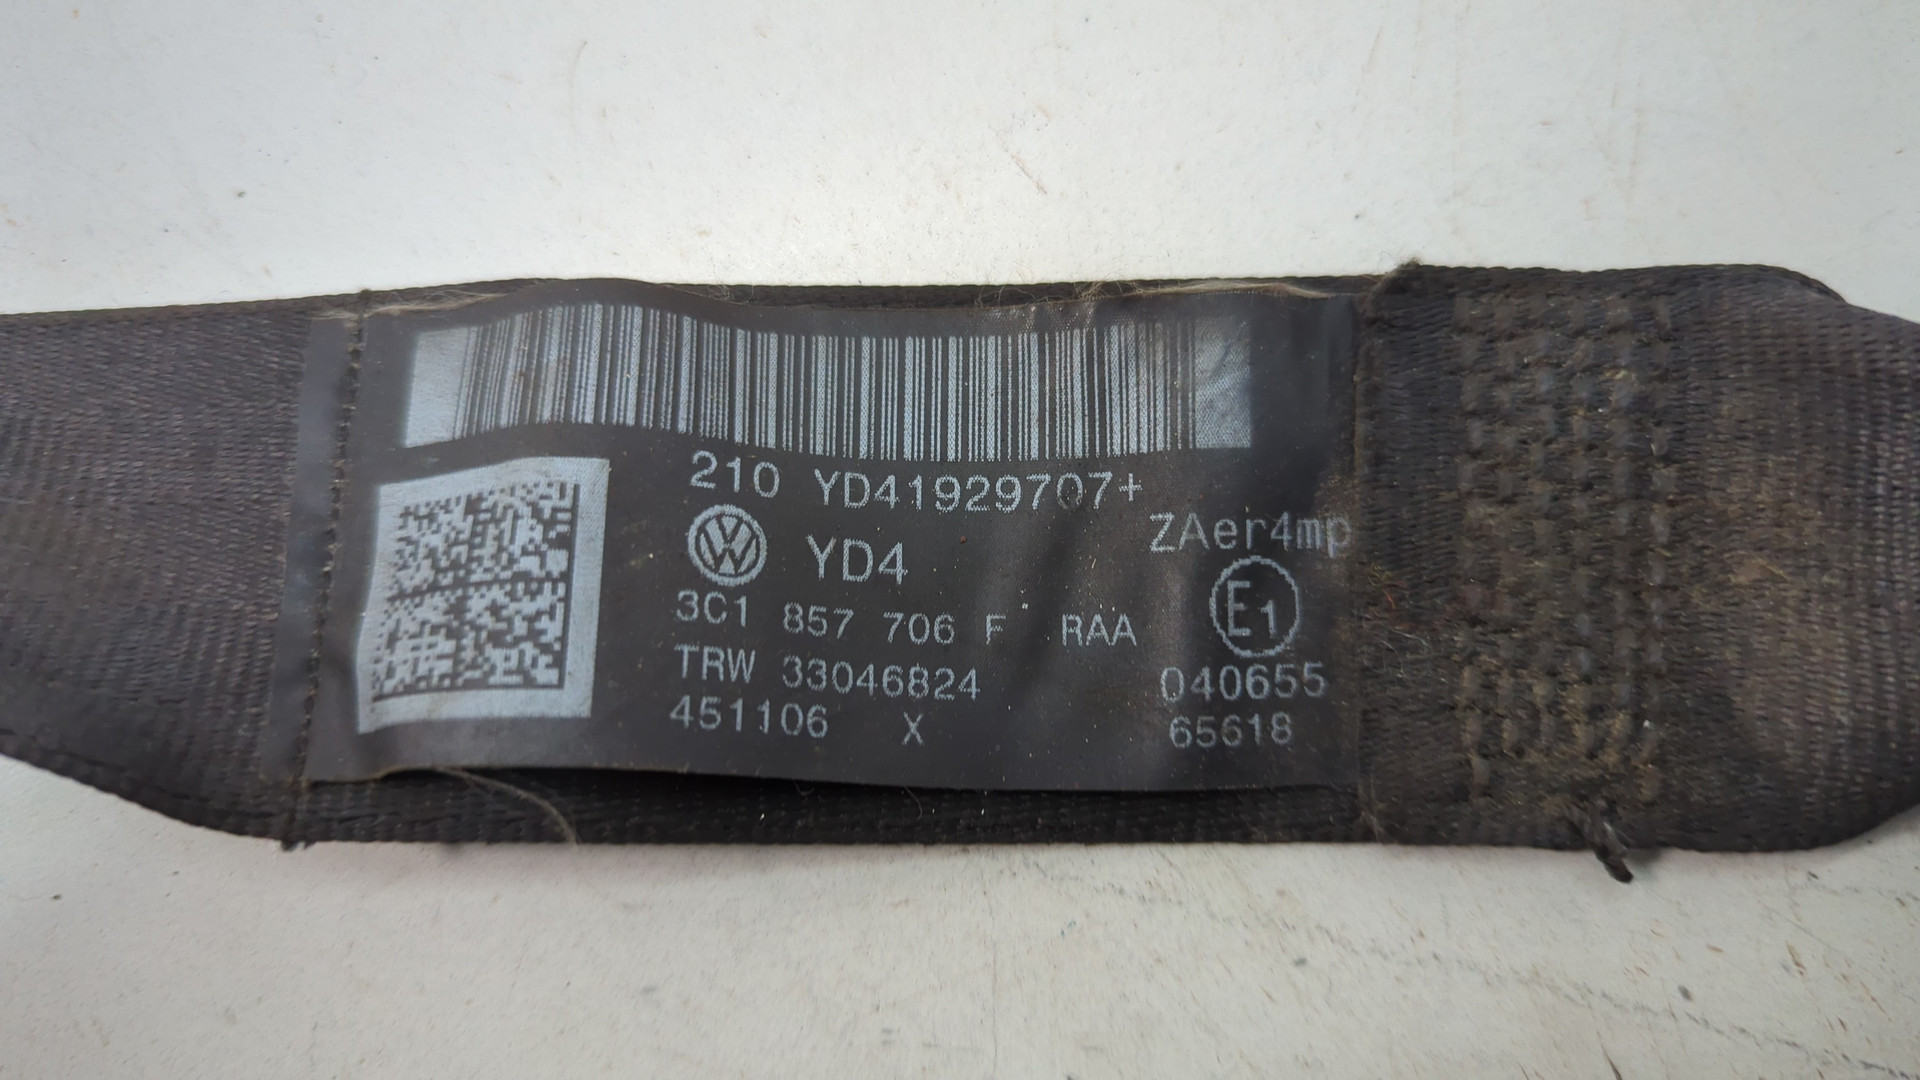 210 YD41929707+
YD4
ZAer4mp
3C1 857 706 F RAA
E1
TRW 33046824
040655
451106 X
65618